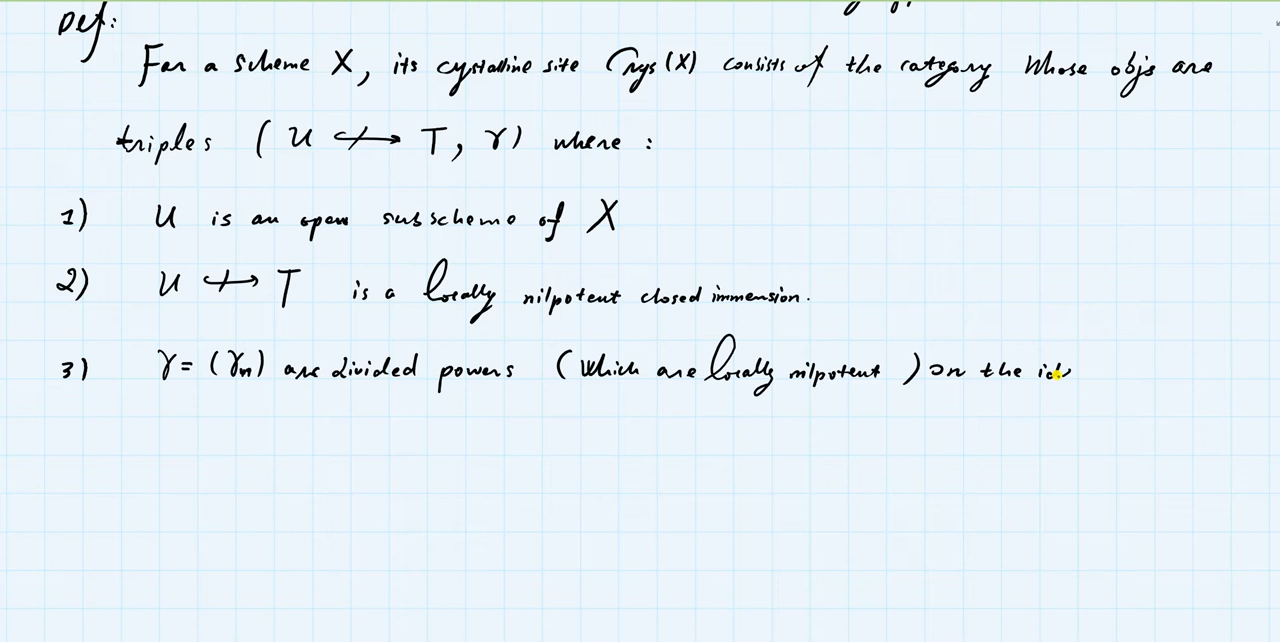 Def:
For a scheme X, its cystalline site Crys(X) consists of the category whose objs are
triples (U ↪ T, γ) where :
1) U is an open subscheme of X
2) U ↪ T is a locally nilpotent closed immersion.
3) γ = (γₙ) are divided powers (which are locally nilpotent) on the id